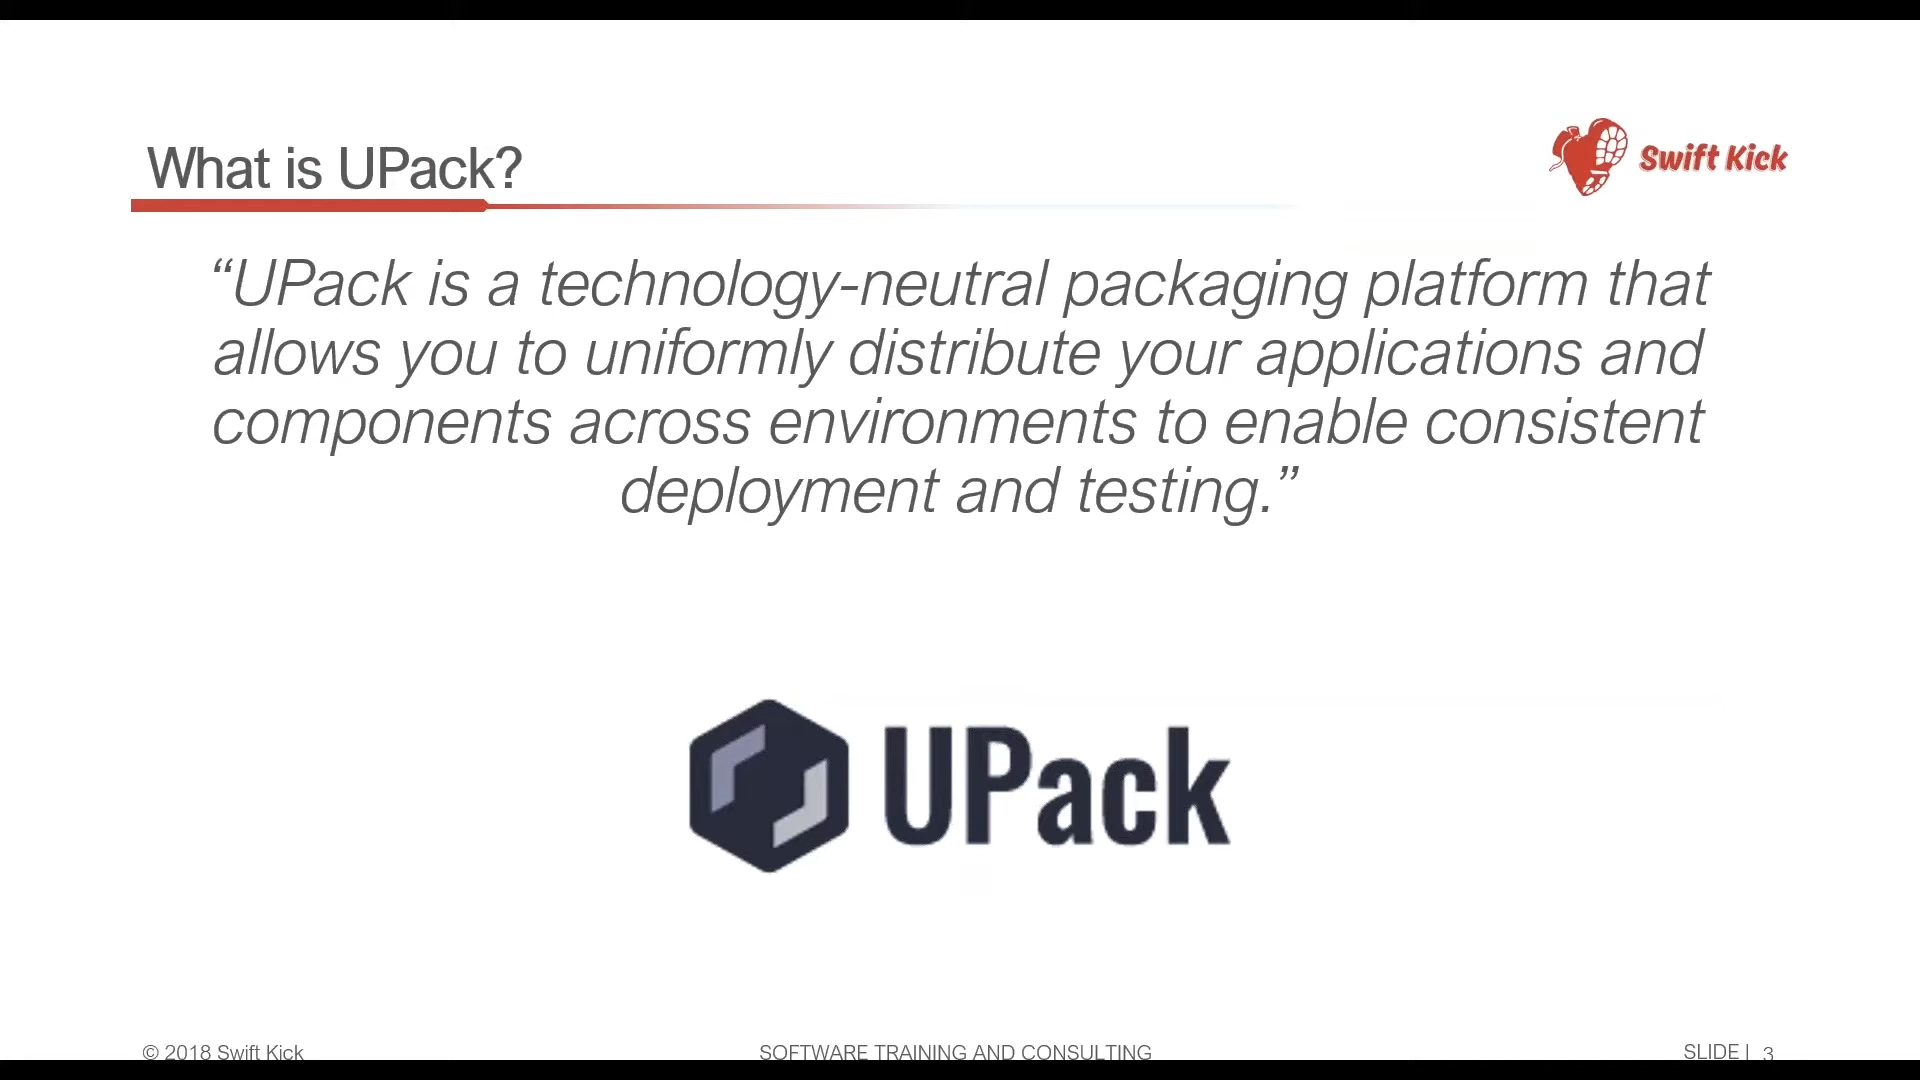 What is UPack?
Swift Kick
“UPack is a technology-neutral packaging platform that
allows you to uniformly distribute your applications and
components across environments to enable consistent
deployment and testing.”
UPack
© 2018 Swift Kick
SOFTWARE TRAINING AND CONSULTING
SLIDE | 3